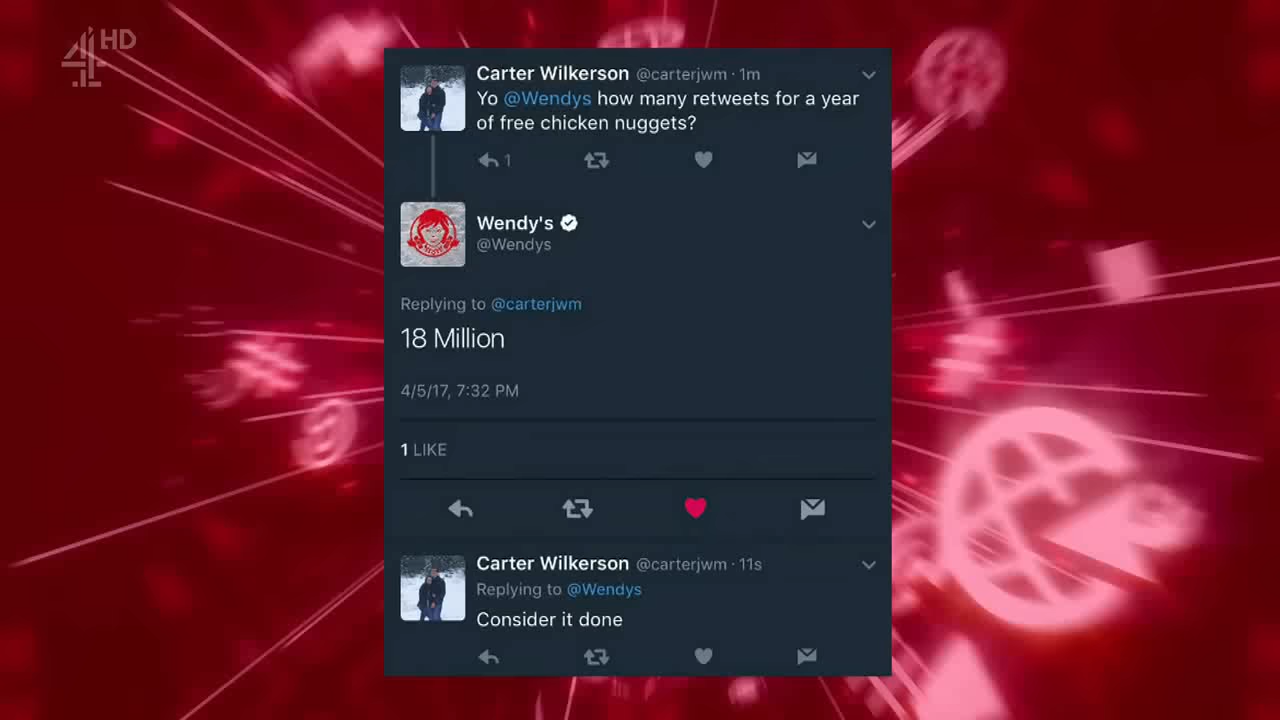 4 HD
Carter Wilkerson @carterjwm · 1m
Yo @Wendys how many retweets for a year
of free chicken nuggets?
1
Wendy's
@Wendys
Replying to @carterjwm
18 Million
4/5/17, 7:32 PM
1 LIKE
Carter Wilkerson @carterjwm · 11s
Replying to @Wendys
Consider it done